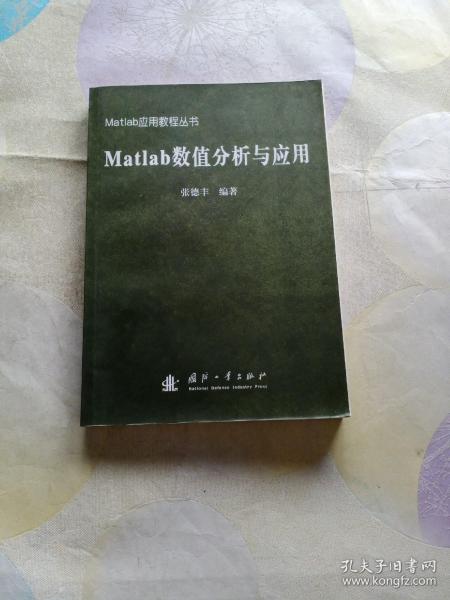 Matlab应用教程丛书
Matlab数值分析与应用
张德丰 编著
国防工业出版社
National Defense Industry Press
孔夫子旧书网
www.kongfz.com